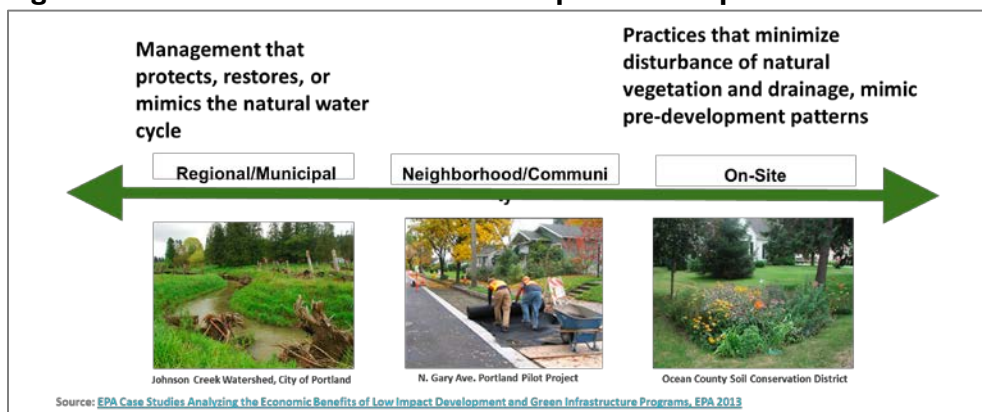 Management that
protects, restores, or
mimics the natural water
cycle
Practices that minimize
disturbance of natural
vegetation and drainage, mimic
pre-development patterns
Regional/Municipal
Neighborhood/Communi
ty
On-Site
Johnson Creek Watershed, City of Portland
N. Gary Ave. Portland Pilot Project
Ocean County Soil Conservation District
Source: EPA Case Studies Analyzing the Economic Benefits of Low Impact Development and Green Infrastructure Programs, EPA 2013